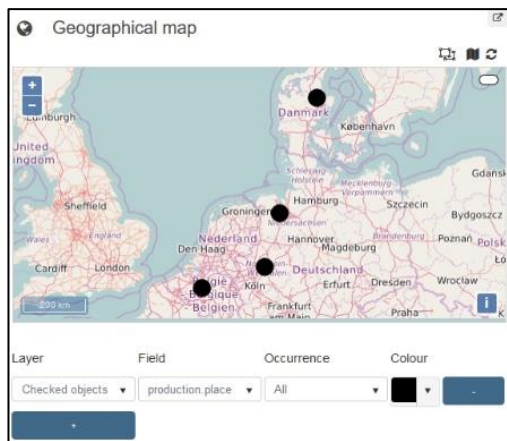 Geographical map
+
−
Edinburgh
Danmark
København
United
Kingdom
Schleswig
Holstein
Mecklenburg
Vorpommern
Gdansk
Sheffield
Hamburg
Szczecin
Groningen
Niedersachsen
Bydgoszcz
Wales
England
Nederland
Hannover
Brandenburg
Poznań
Polsk
Den Haag
Magdeburg
Cardiff
London
Deutschland
België
Belgique
Belgien
Köln
Erfurt
Dresden
Wrocław
Frankfurt
am Main
Praha
200 km
i
Layer
Field
Occurrence
Colour
Checked objects
production.place
All
-
+